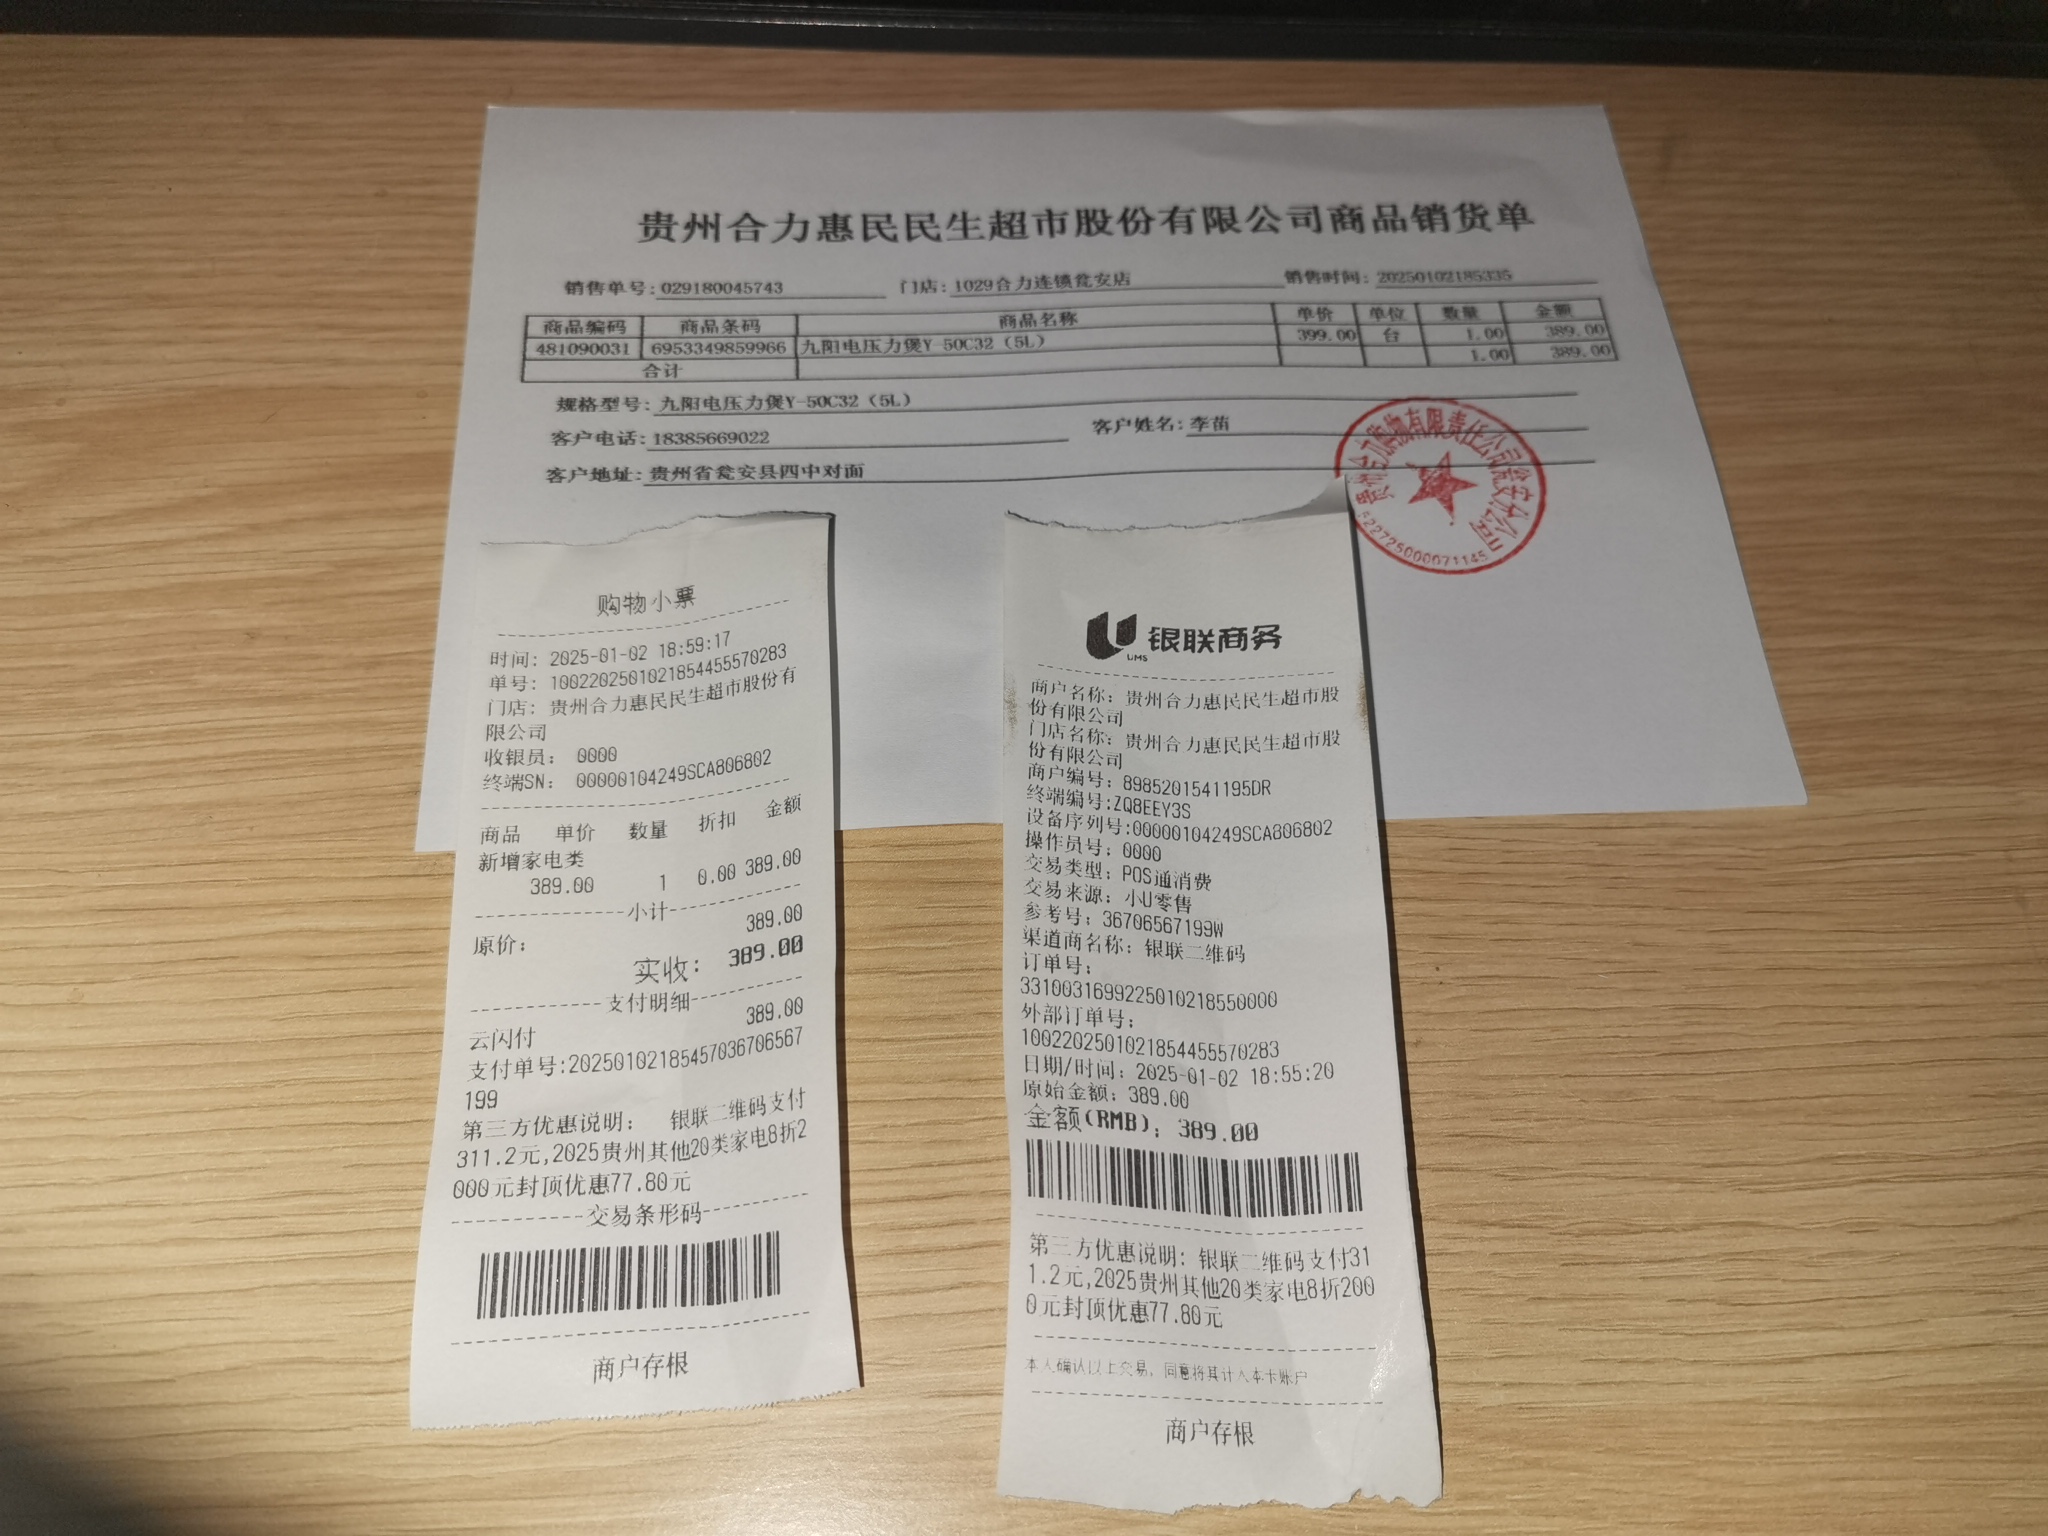 贵州合力惠民民生超市股份有限公司商品销货单
销售单号:029180045743 门店:1029合力连锁瓮安店 销售时间:20250102185335
商品编码 商品条码 商品名称 单价 单位 数量 金额
481090031 6953349859966 九阳电压力煲Y-50C32（5L） 399.00 台 1.00 389.00
合计 1.00 389.00
规格型号:九阳电压力煲Y-50C32（5L）
客户电话:18385669022 客户姓名:李苗
客户地址:贵州省瓮安县四中对面
贵州合力购物有限责任公司瓮安分公司
522725000071145
购物小票
时间: 2025-01-02 18:59:17
单号: 1002202501021854455570283
门店: 贵州合力惠民民生超市股份有
限公司
收银员: 0000
终端SN: 00000104249SCA806802
商品 单价 数量 折扣 金额
新增家电类
389.00 1 0.00 389.00
小计
原价: 389.00
实收: 389.00
支付明细
云闪付 389.00
支付单号:20250102185457036706567
199
第三方优惠说明: 银联二维码支付
311.2元,2025贵州其他20类家电8折2
000元封顶优惠77.80元
交易条形码
商户存根
银联商务
UMS
商户名称: 贵州合力惠民民生超市股
份有限公司
门店名称: 贵州合力惠民民生超市股
份有限公司
商户编号: 8985201541195DR
终端编号:ZQ8EEY3S
设备序列号:00000104249SCA806802
操作员号: 0000
交易类型: POS通消费
交易来源: 小U零售
参考号: 36706567199W
渠道商名称: 银联二维码
订单号:
33100316992250102185500​00
外部订单号:
1002202501021854455570283
日期/时间: 2025-01-02 18:55:20
原始金额: 389.00
金额(RMB): 389.00
第三方优惠说明: 银联二维码支付31
1.2元,2025贵州其他20类家电8折200
0元封顶优惠77.80元
本人确认以上交易, 同意将其计入本卡账户
商户存根